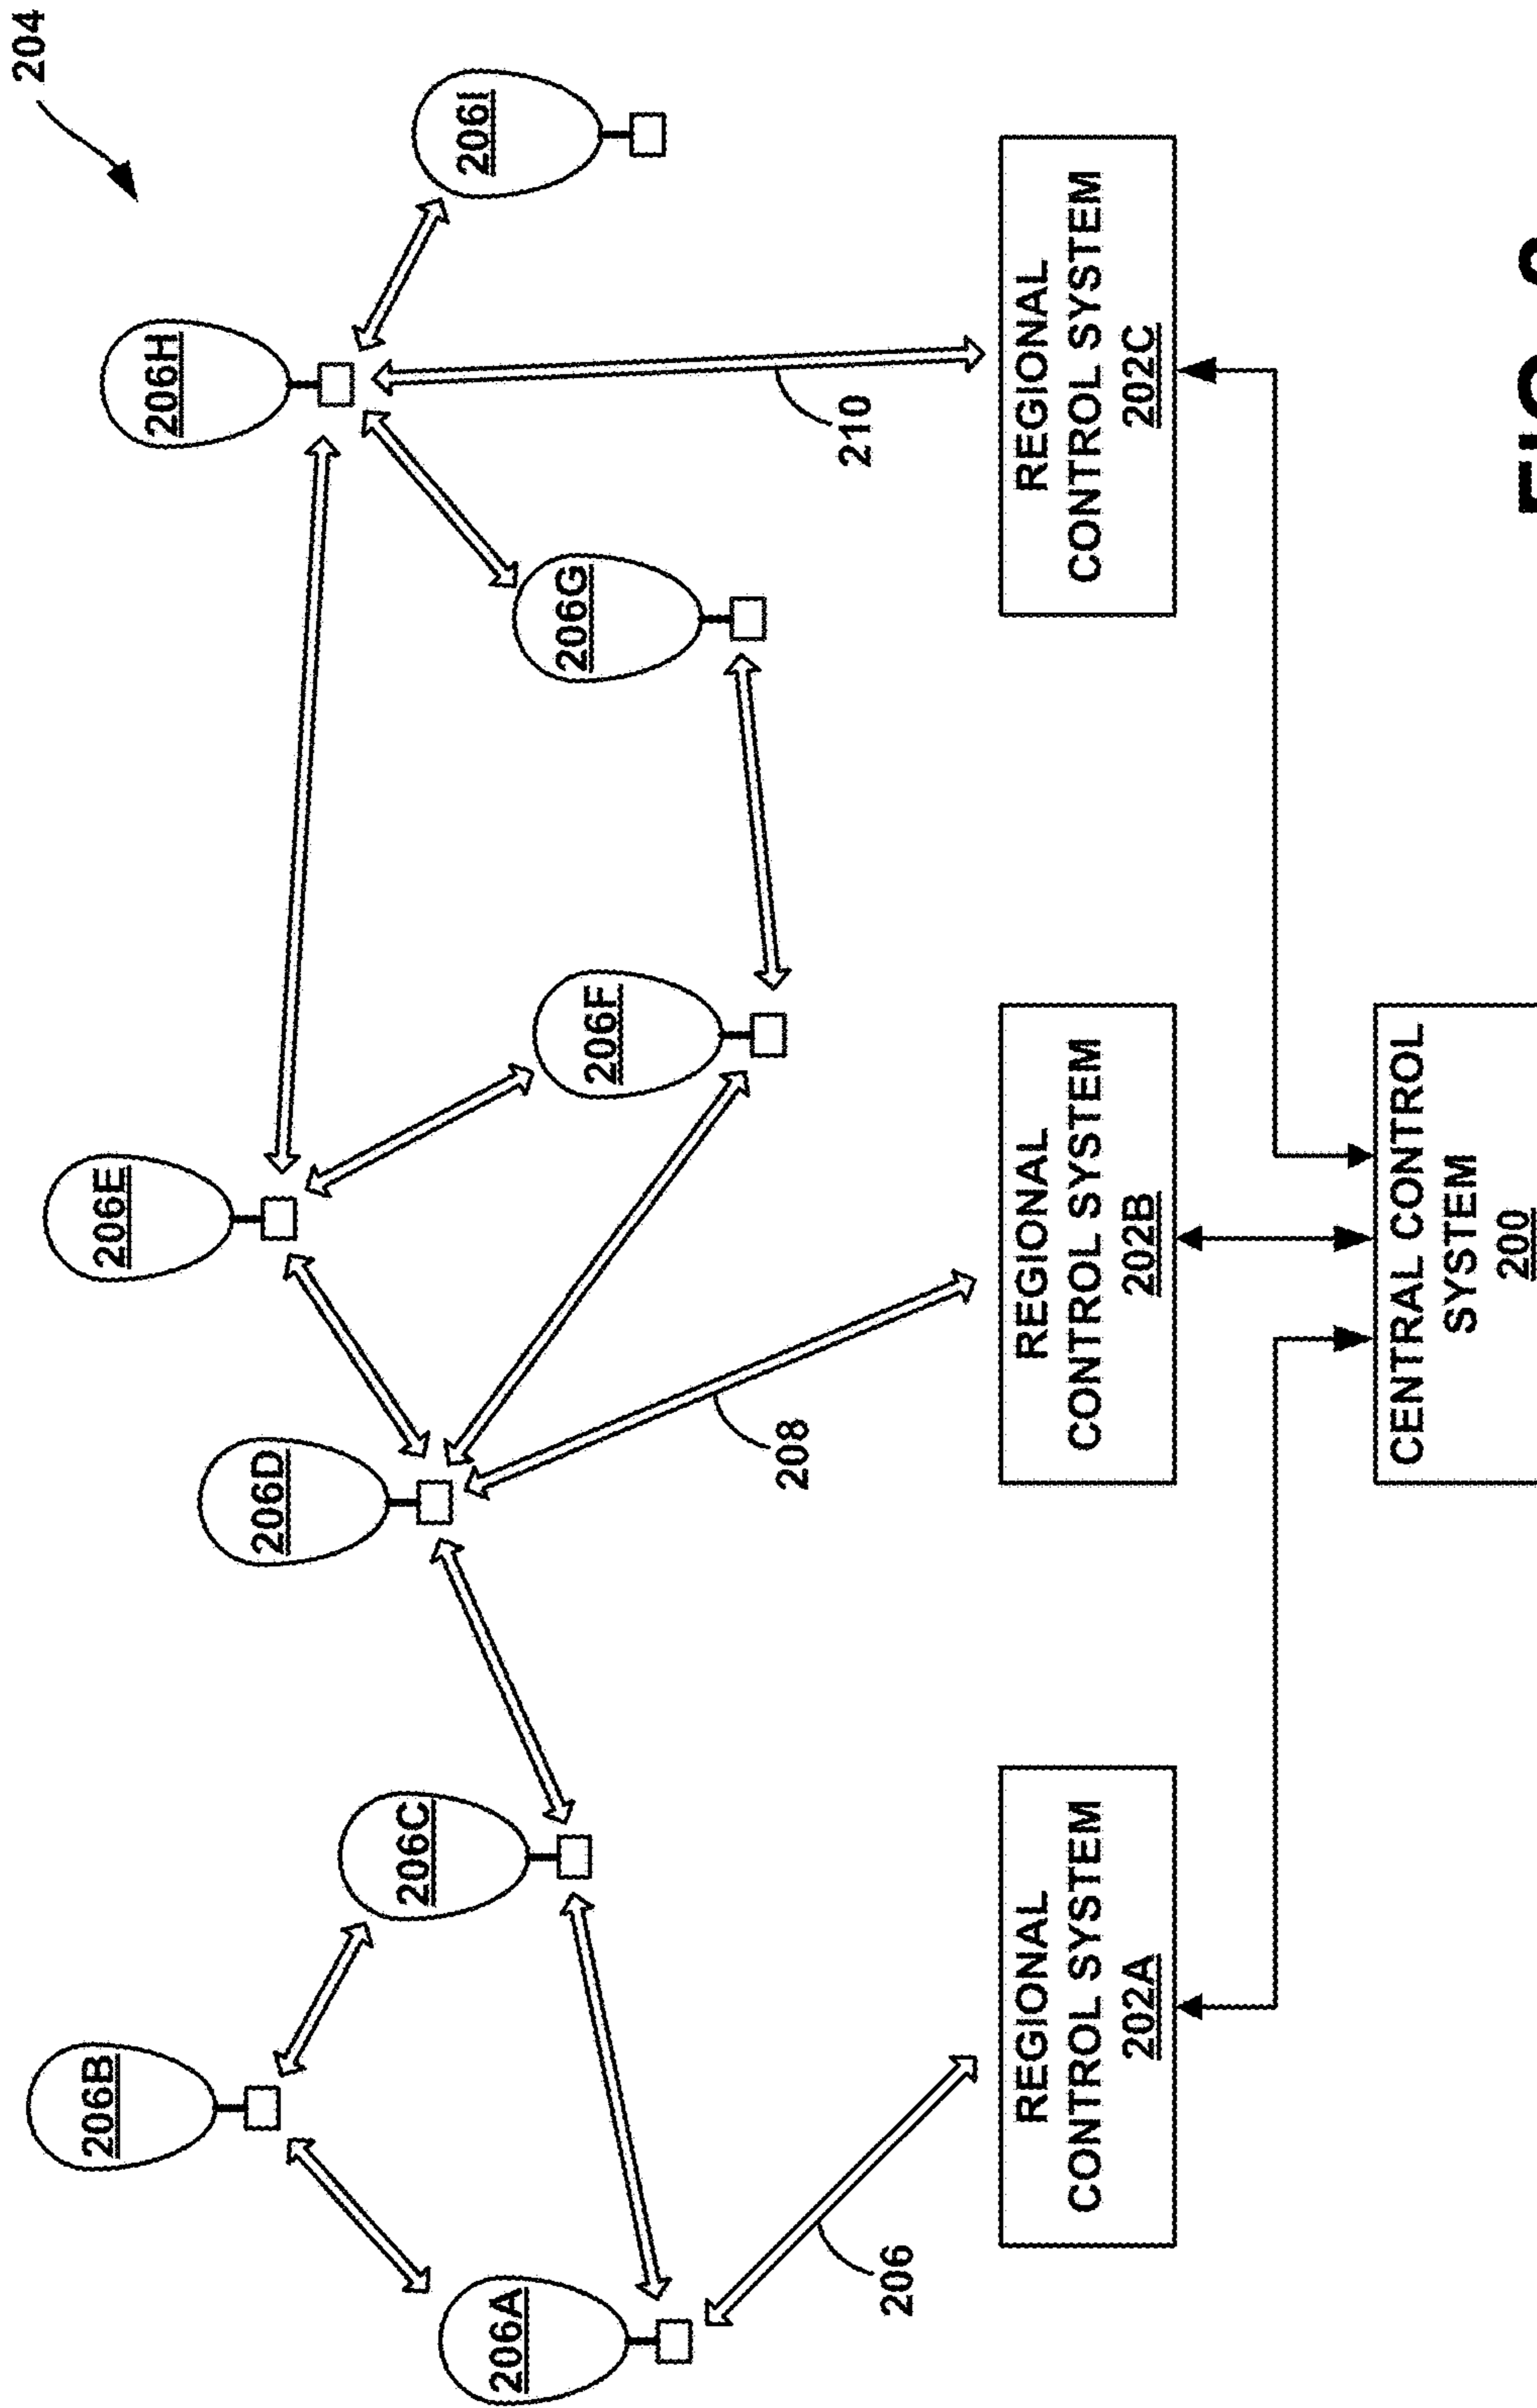 204
206B
206E
206H
206D
206C
206I
206A
206F
206G
206
208
210
REGIONAL
CONTROL SYSTEM
202A
REGIONAL
CONTROL SYSTEM
202B
REGIONAL
CONTROL SYSTEM
202C
CENTRAL CONTROL
SYSTEM
200